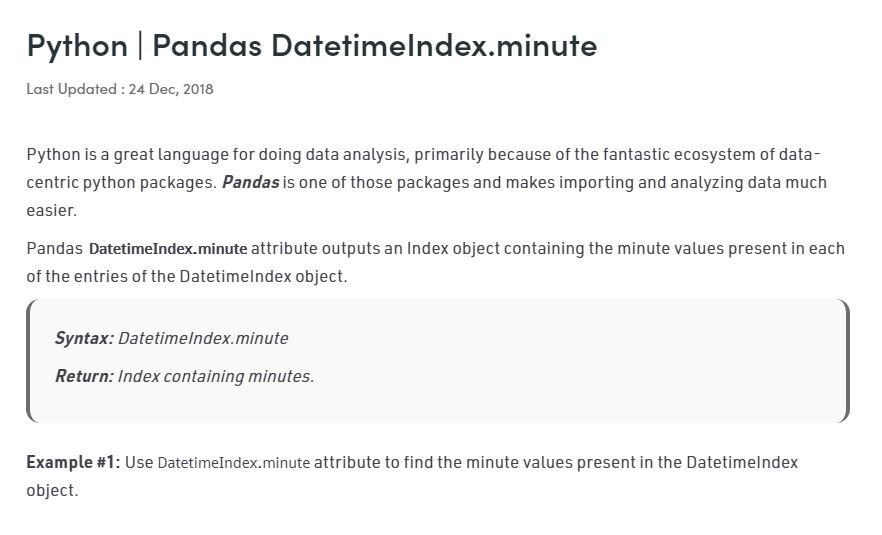 Python | Pandas DatetimeIndex.minute
Last Updated : 24 Dec, 2018
Python is a great language for doing data analysis, primarily because of the fantastic ecosystem of data-
centric python packages. Pandas is one of those packages and makes importing and analyzing data much
easier.
Pandas DatetimeIndex.minute attribute outputs an Index object containing the minute values present in each
of the entries of the DatetimeIndex object.
Syntax: DatetimeIndex.minute
Return: Index containing minutes.
Example #1: Use DatetimeIndex.minute attribute to find the minute values present in the DatetimeIndex
object.